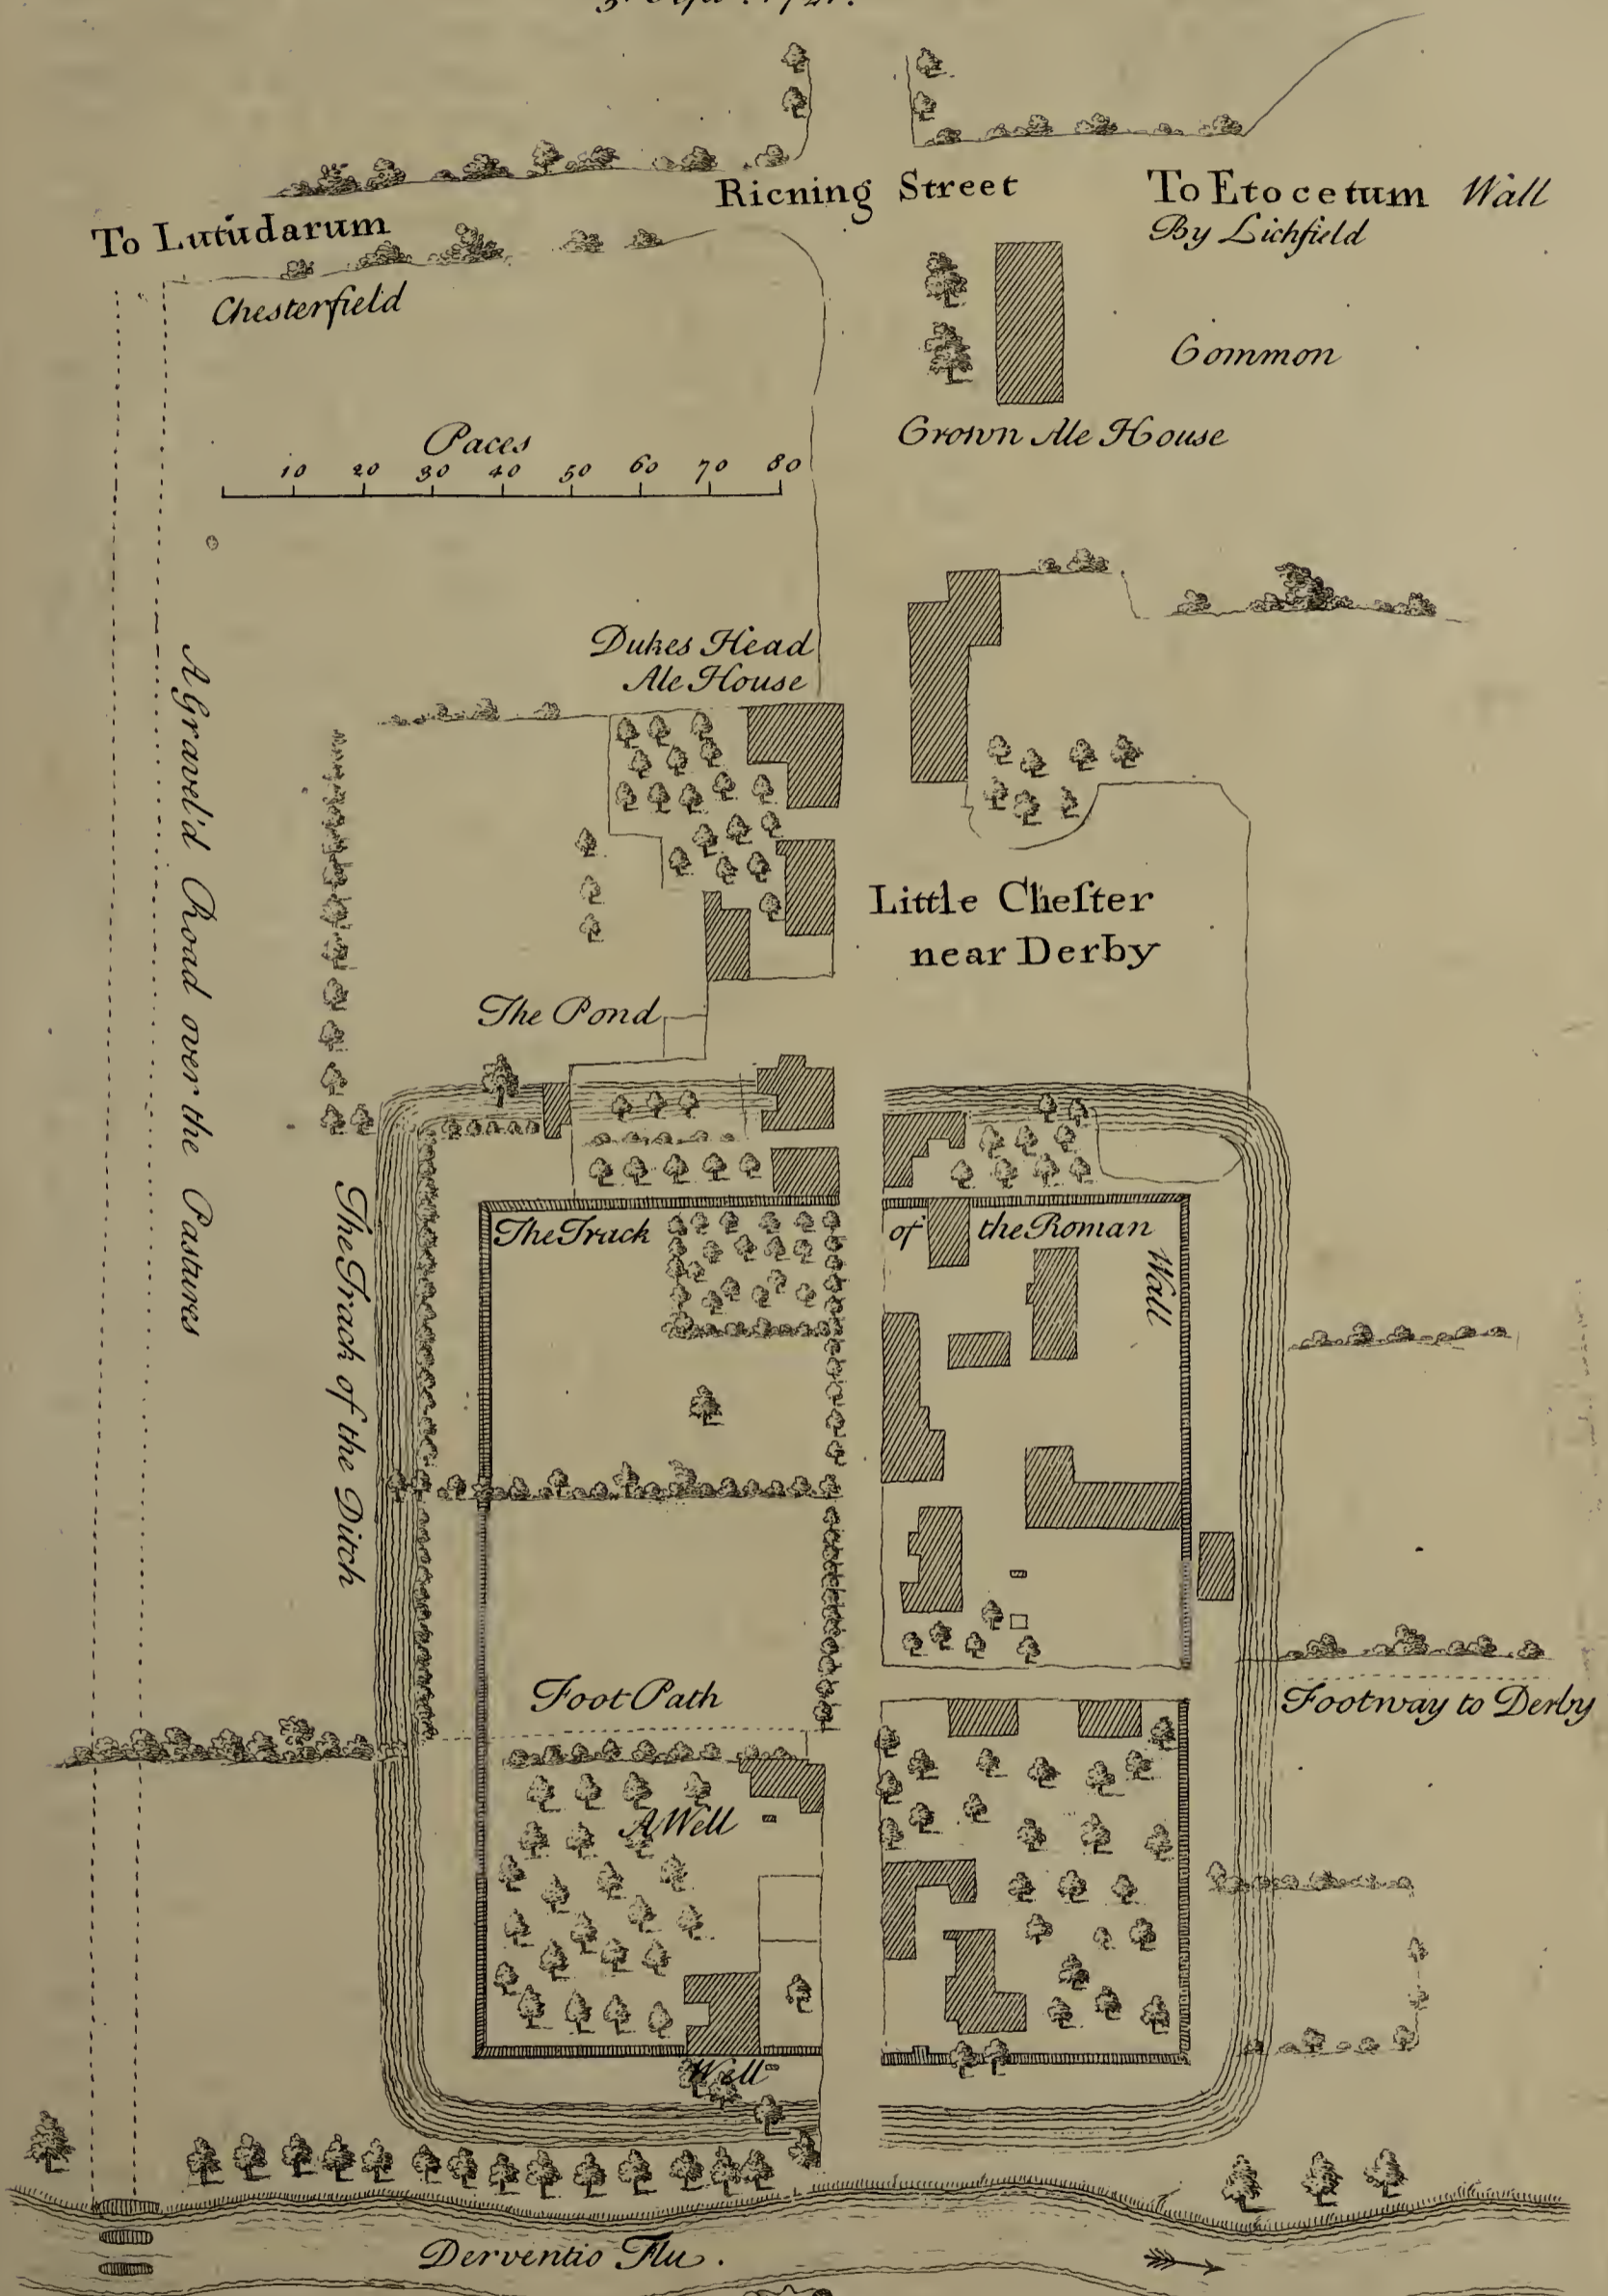 Ricning Street
To Etocetum Wall
By Lichfield
To Lutudarum
Chesterfield
Common
Crown Ale House
Paces
10 20 30 40 50 60 70 80
Dukes Head
Ale House
A Gravel'd Road over the Pastures
Little Cheſter
near Derby
The Pond
The Track of the Roman
Wall
The Track of the Ditch
Foot Path
Footway to Derby
A Well
Well
Derventio Flu.